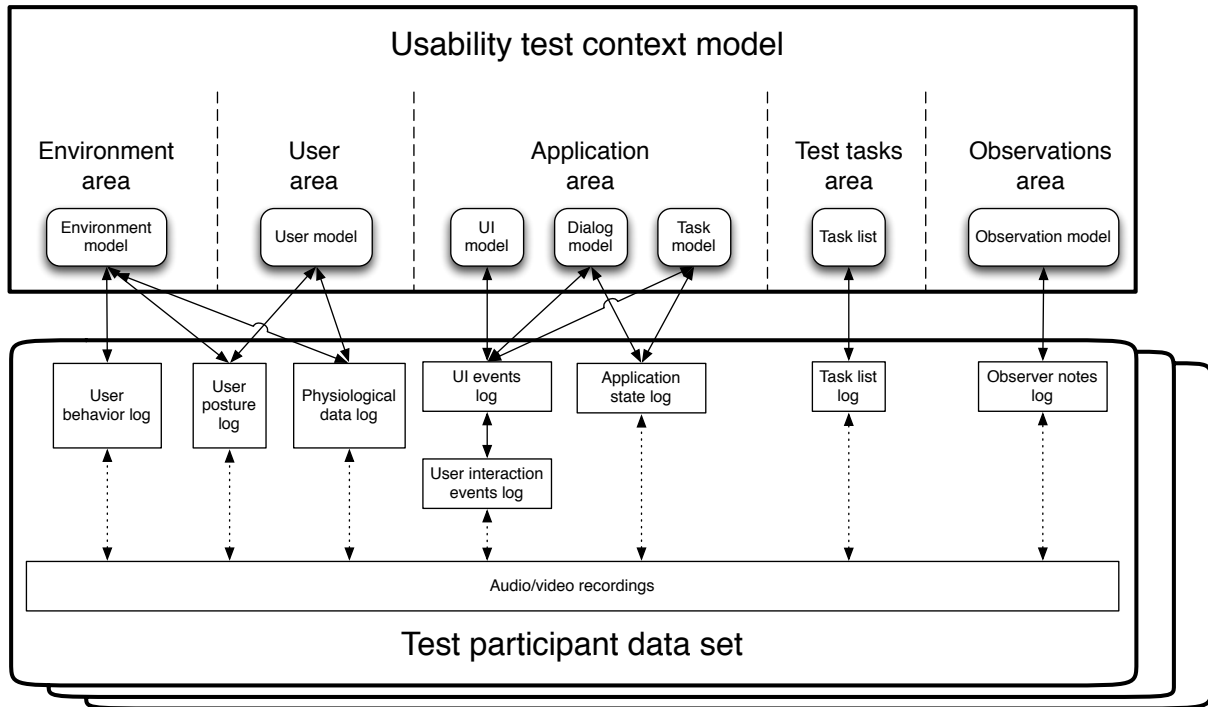 Usability test context model
Environment
area
User
area
Application
area
Test tasks
area
Observations
area
Environment
model
User model
UI
model
Dialog
model
Task
model
Task list
Observation model
User
behavior log
User
posture
log
Physiological
data log
UI events
log
Application
state log
Task list
log
Observer notes
log
User interaction
events log
Audio/video recordings
Test participant data set